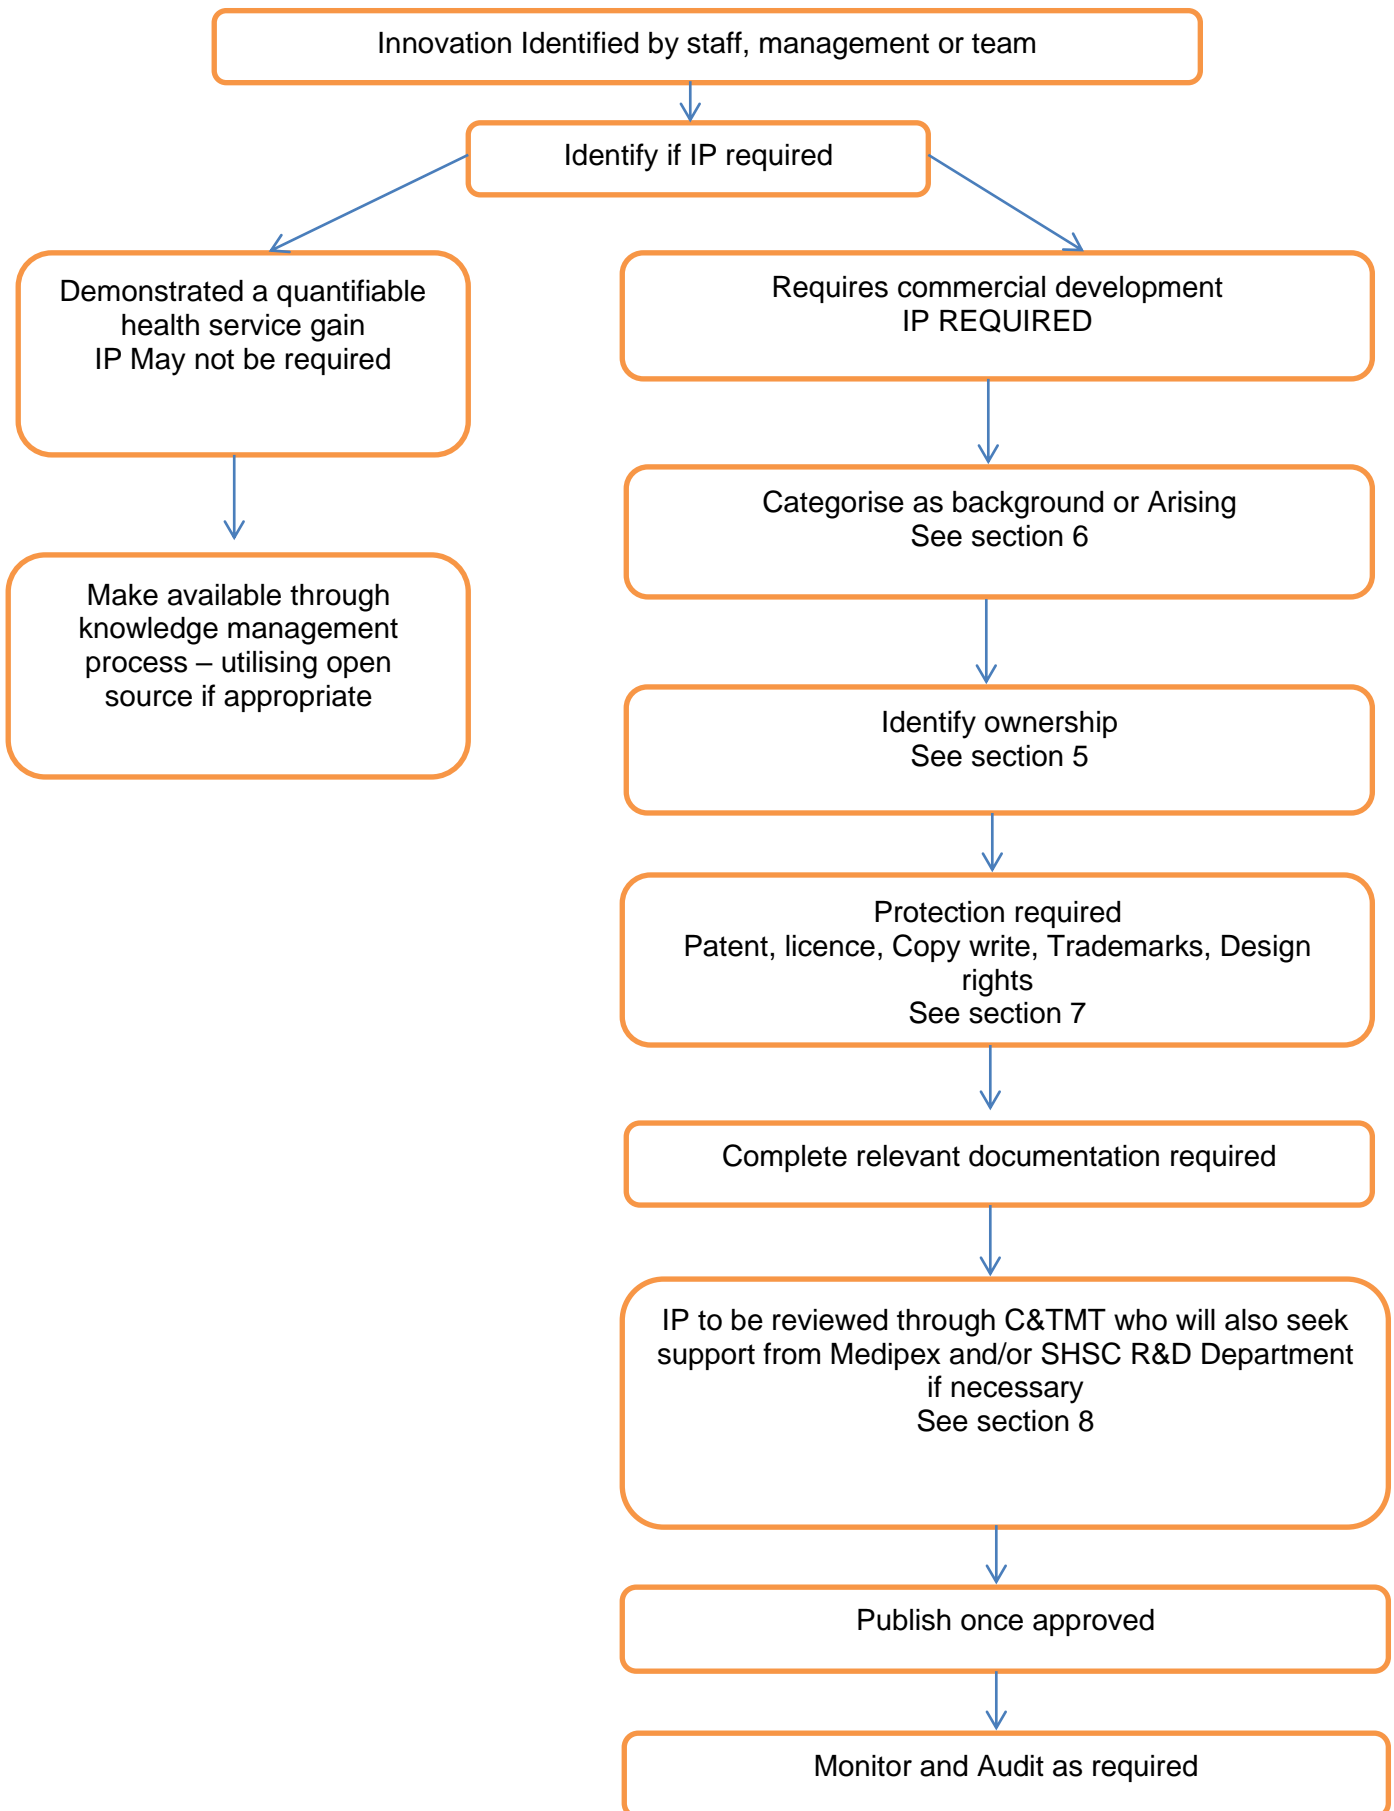 Innovation Identified by staff, management or team
Identify if IP required
Demonstrated a quantifiable
health service gain
IP May not be required
Requires commercial development
IP REQUIRED
Categorise as background or Arising
See section 6
Make available through
knowledge management
process – utilising open
source if appropriate
Identify ownership
See section 5
Protection required
Patent, licence, Copy write, Trademarks, Design
rights
See section 7
Complete relevant documentation required
IP to be reviewed through C&TMT who will also seek
support from Medipex and/or SHSC R&D Department
if necessary
See section 8
Publish once approved
Monitor and Audit as required